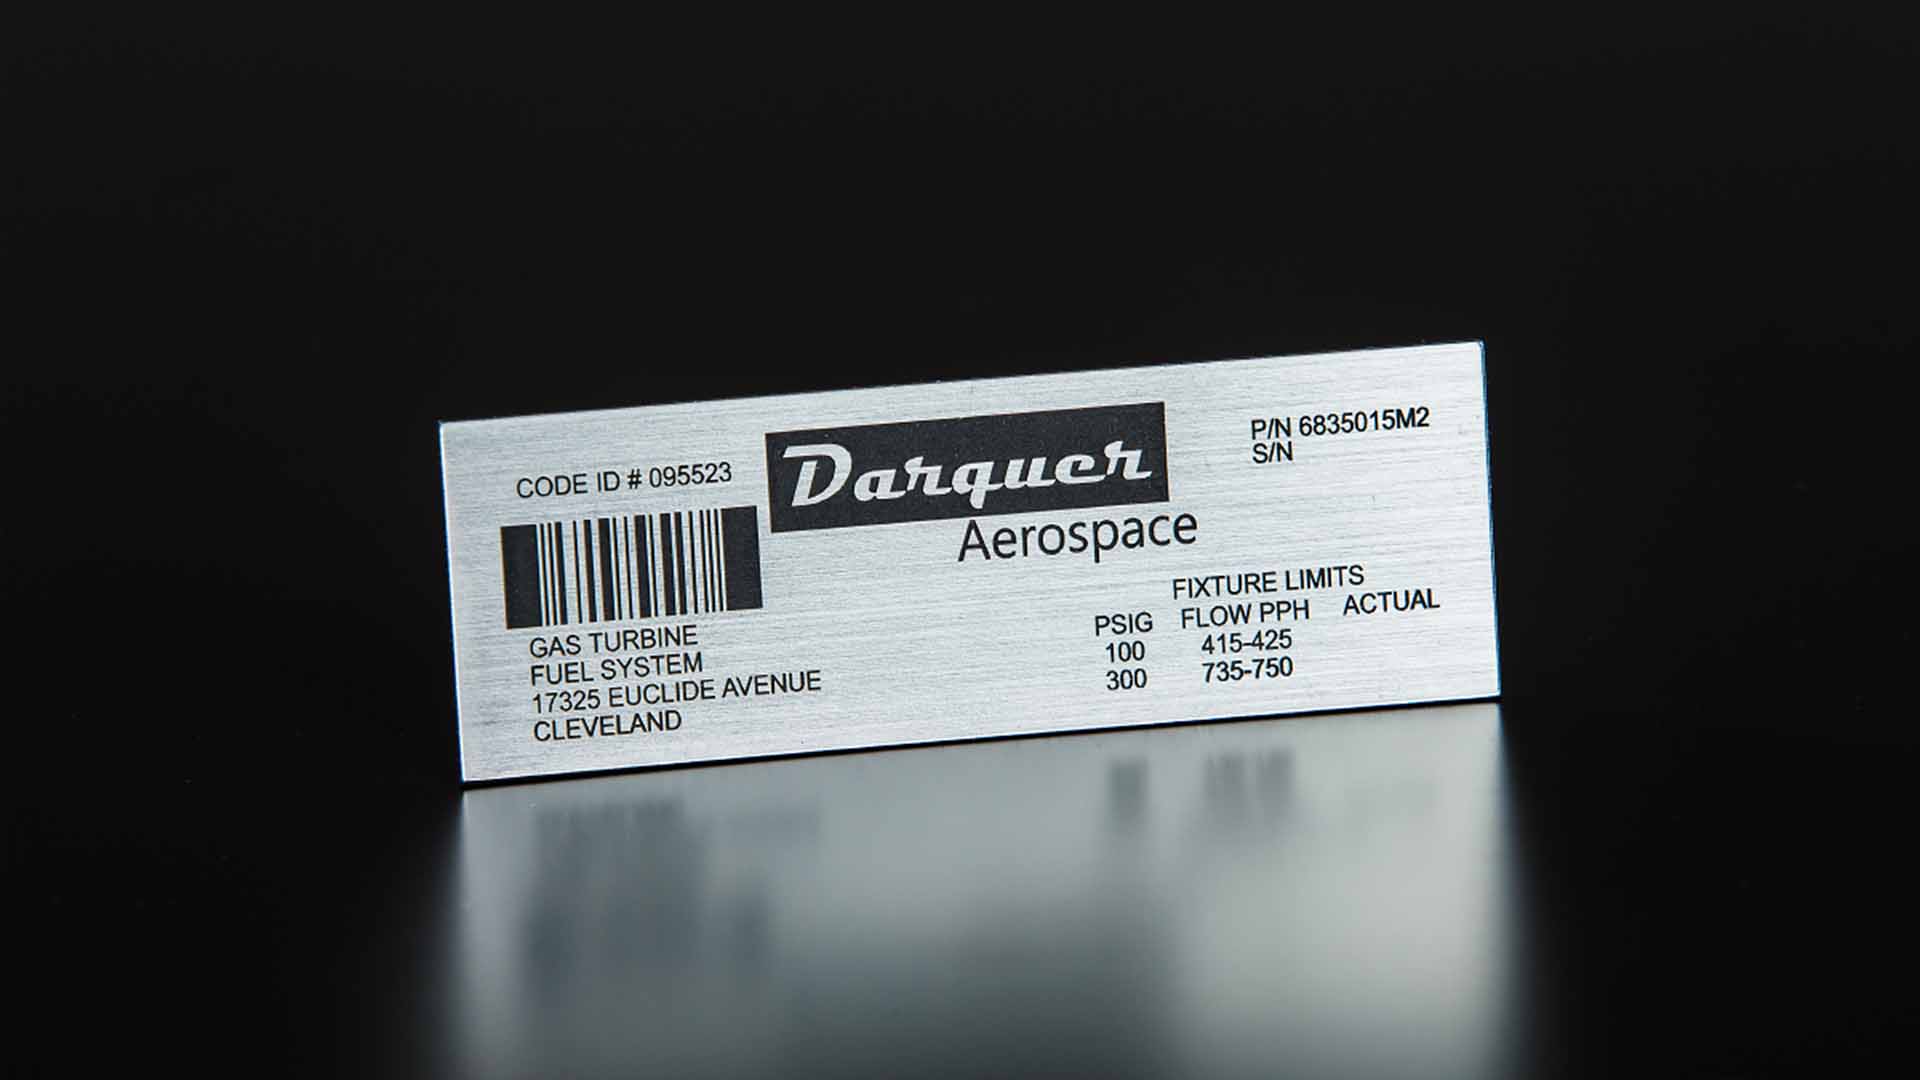 CODE ID # 095523
Darquer
Aerospace
P/N 6835015M2
S/N
GAS TURBINE
FUEL SYSTEM
17325 EUCLIDE AVENUE
CLEVELAND
FIXTURE LIMITS
PSIG FLOW PPH ACTUAL
100 415-425
300 735-750